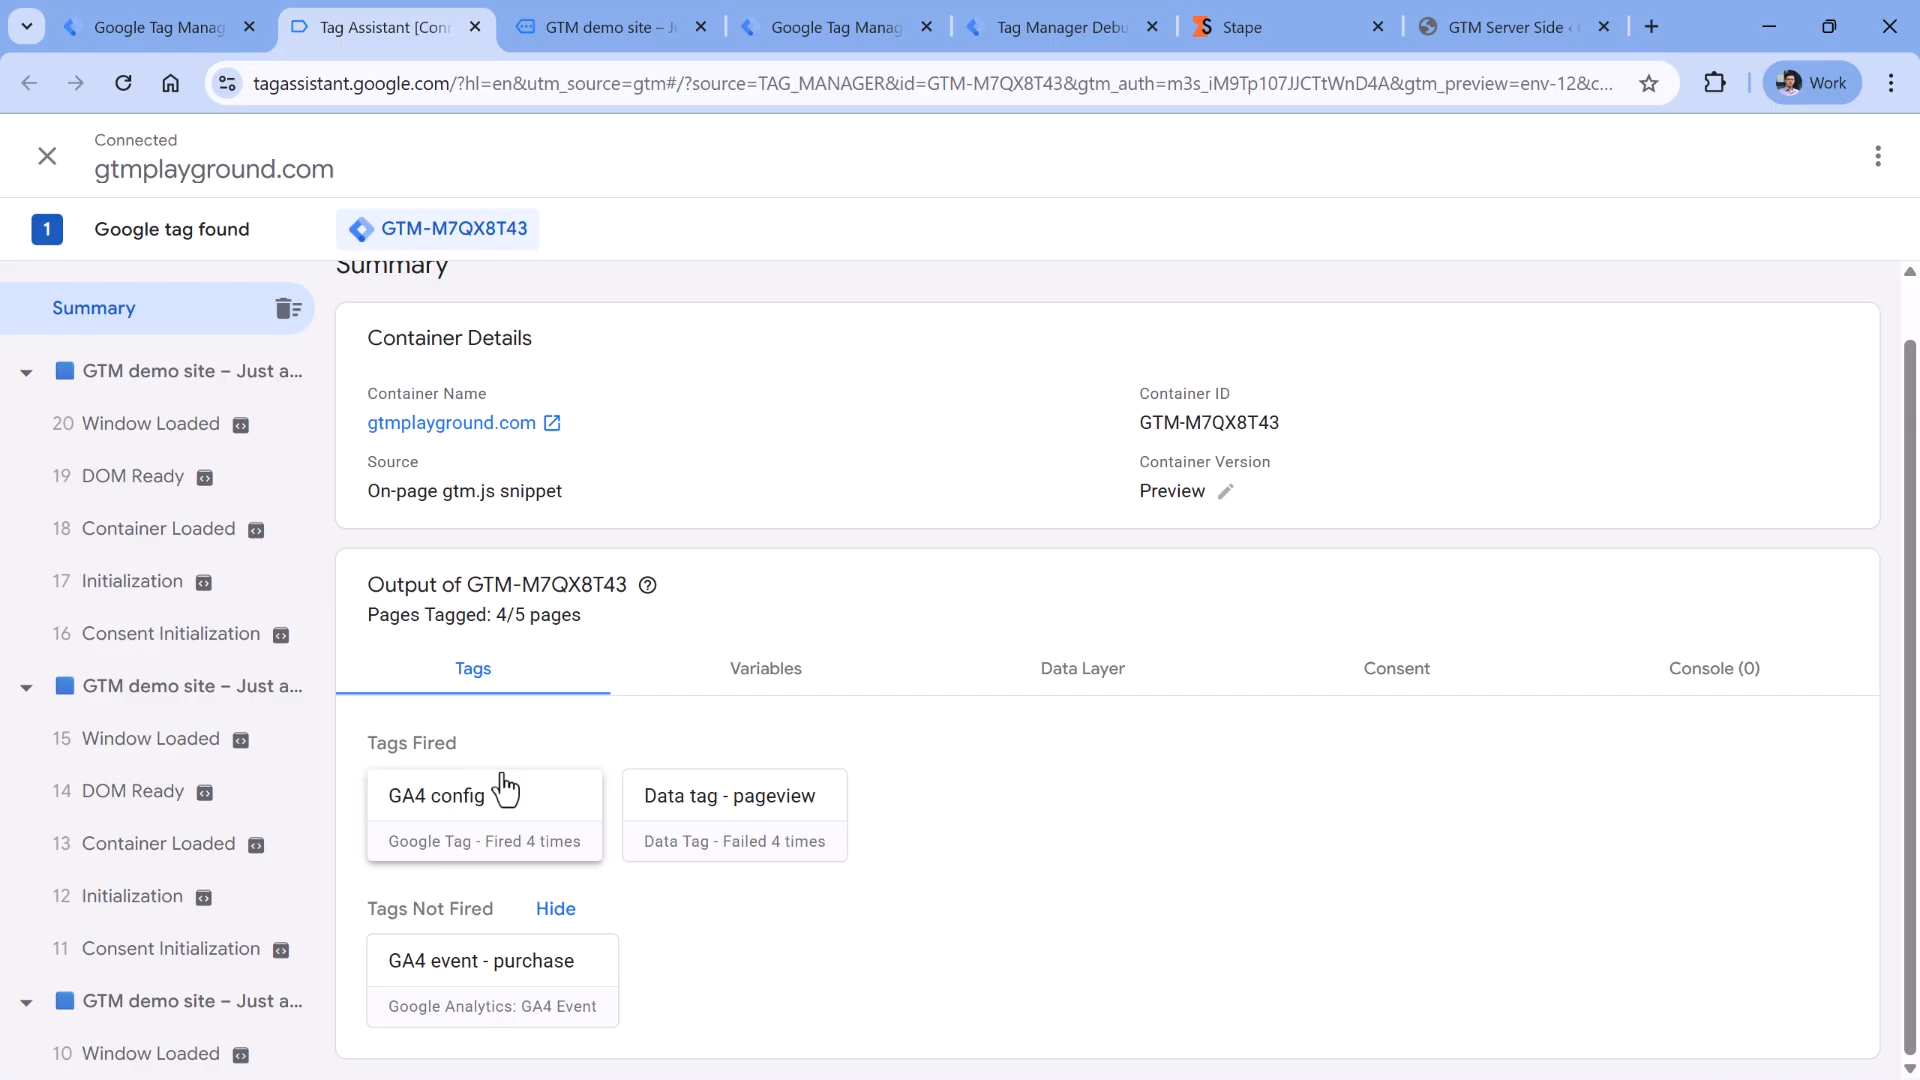 Google Tag Manag
Tag Assistant [Conn
GTM demo site – Ju
Google Tag Manag
Tag Manager Debu
Stape
GTM Server Side ‹
tagassistant.google.com/?hl=en&utm_source=gtm#/?source=TAG_MANAGER&id=GTM-M7QX8T43&gtm_auth=m3s_iM9Tp107JJCTtWnD4A&gtm_preview=env-12&c...
Work
Connected
gtmplayground.com
1
Google tag found
GTM-M7QX8T43
Summary
Summary
GTM demo site – Just a...
20 Window Loaded
19 DOM Ready
18 Container Loaded
17 Initialization
16 Consent Initialization
GTM demo site – Just a...
15 Window Loaded
14 DOM Ready
13 Container Loaded
12 Initialization
11 Consent Initialization
GTM demo site – Just a...
10 Window Loaded
Container Details
Container Name
gtmplayground.com
Container ID
GTM-M7QX8T43
Source
On-page gtm.js snippet
Container Version
Preview
Output of GTM-M7QX8T43
Pages Tagged: 4/5 pages
Tags
Variables
Data Layer
Consent
Console (0)
Tags Fired
GA4 config
Google Tag - Fired 4 times
Data tag - pageview
Data Tag - Failed 4 times
Tags Not Fired
Hide
GA4 event - purchase
Google Analytics: GA4 Event